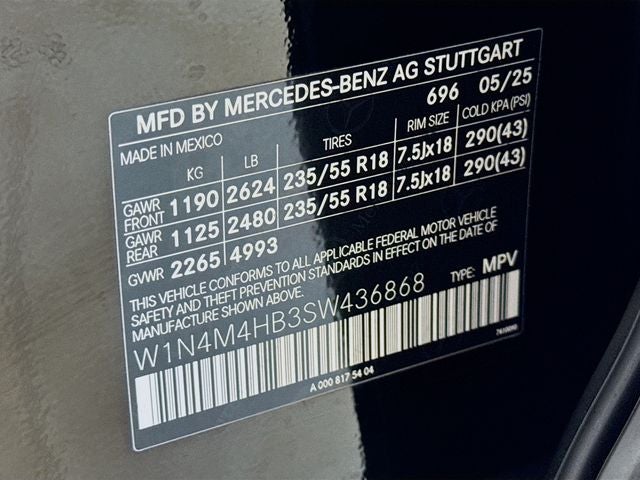 MFD BY MERCEDES-BENZ AG STUTTGART
MADE IN MEXICO 696 05/25
KG LB TIRES RIM SIZE COLD KPA (PSI)
GAWR FRONT 1190 2624 235/55 R18 7.5Jx18 290(43)
GAWR REAR 1125 2480 235/55 R18 7.5Jx18 290(43)
GVWR 2265 4993
THIS VEHICLE CONFORMS TO ALL APPLICABLE FEDERAL MOTOR VEHICLE
SAFETY AND THEFT PREVENTION STANDARDS IN EFFECT ON THE DATE OF
MANUFACTURE SHOWN ABOVE.
TYPE: MPV
W1N4M4HB3SW436868
A 000 817 54 04